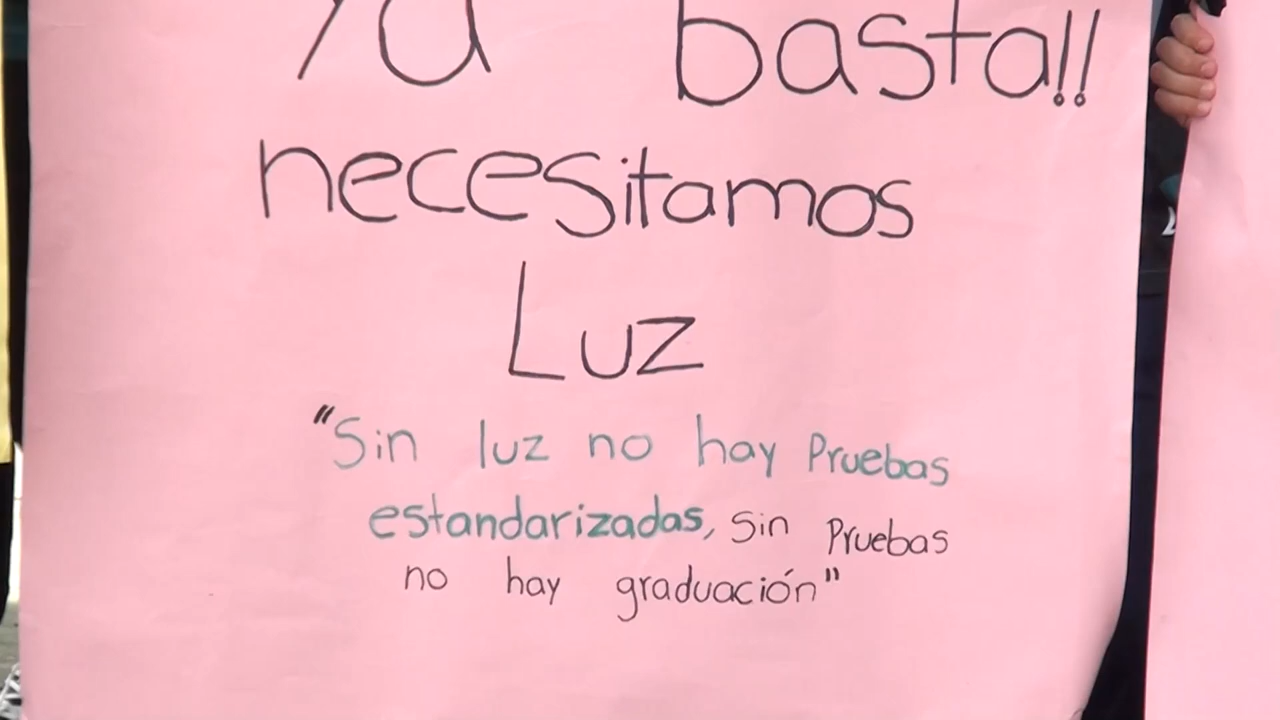 Ya basta!!
necesitamos
Luz
"Sin luz no hay Pruebas
estandarizadas, sin Pruebas
no hay graduación"